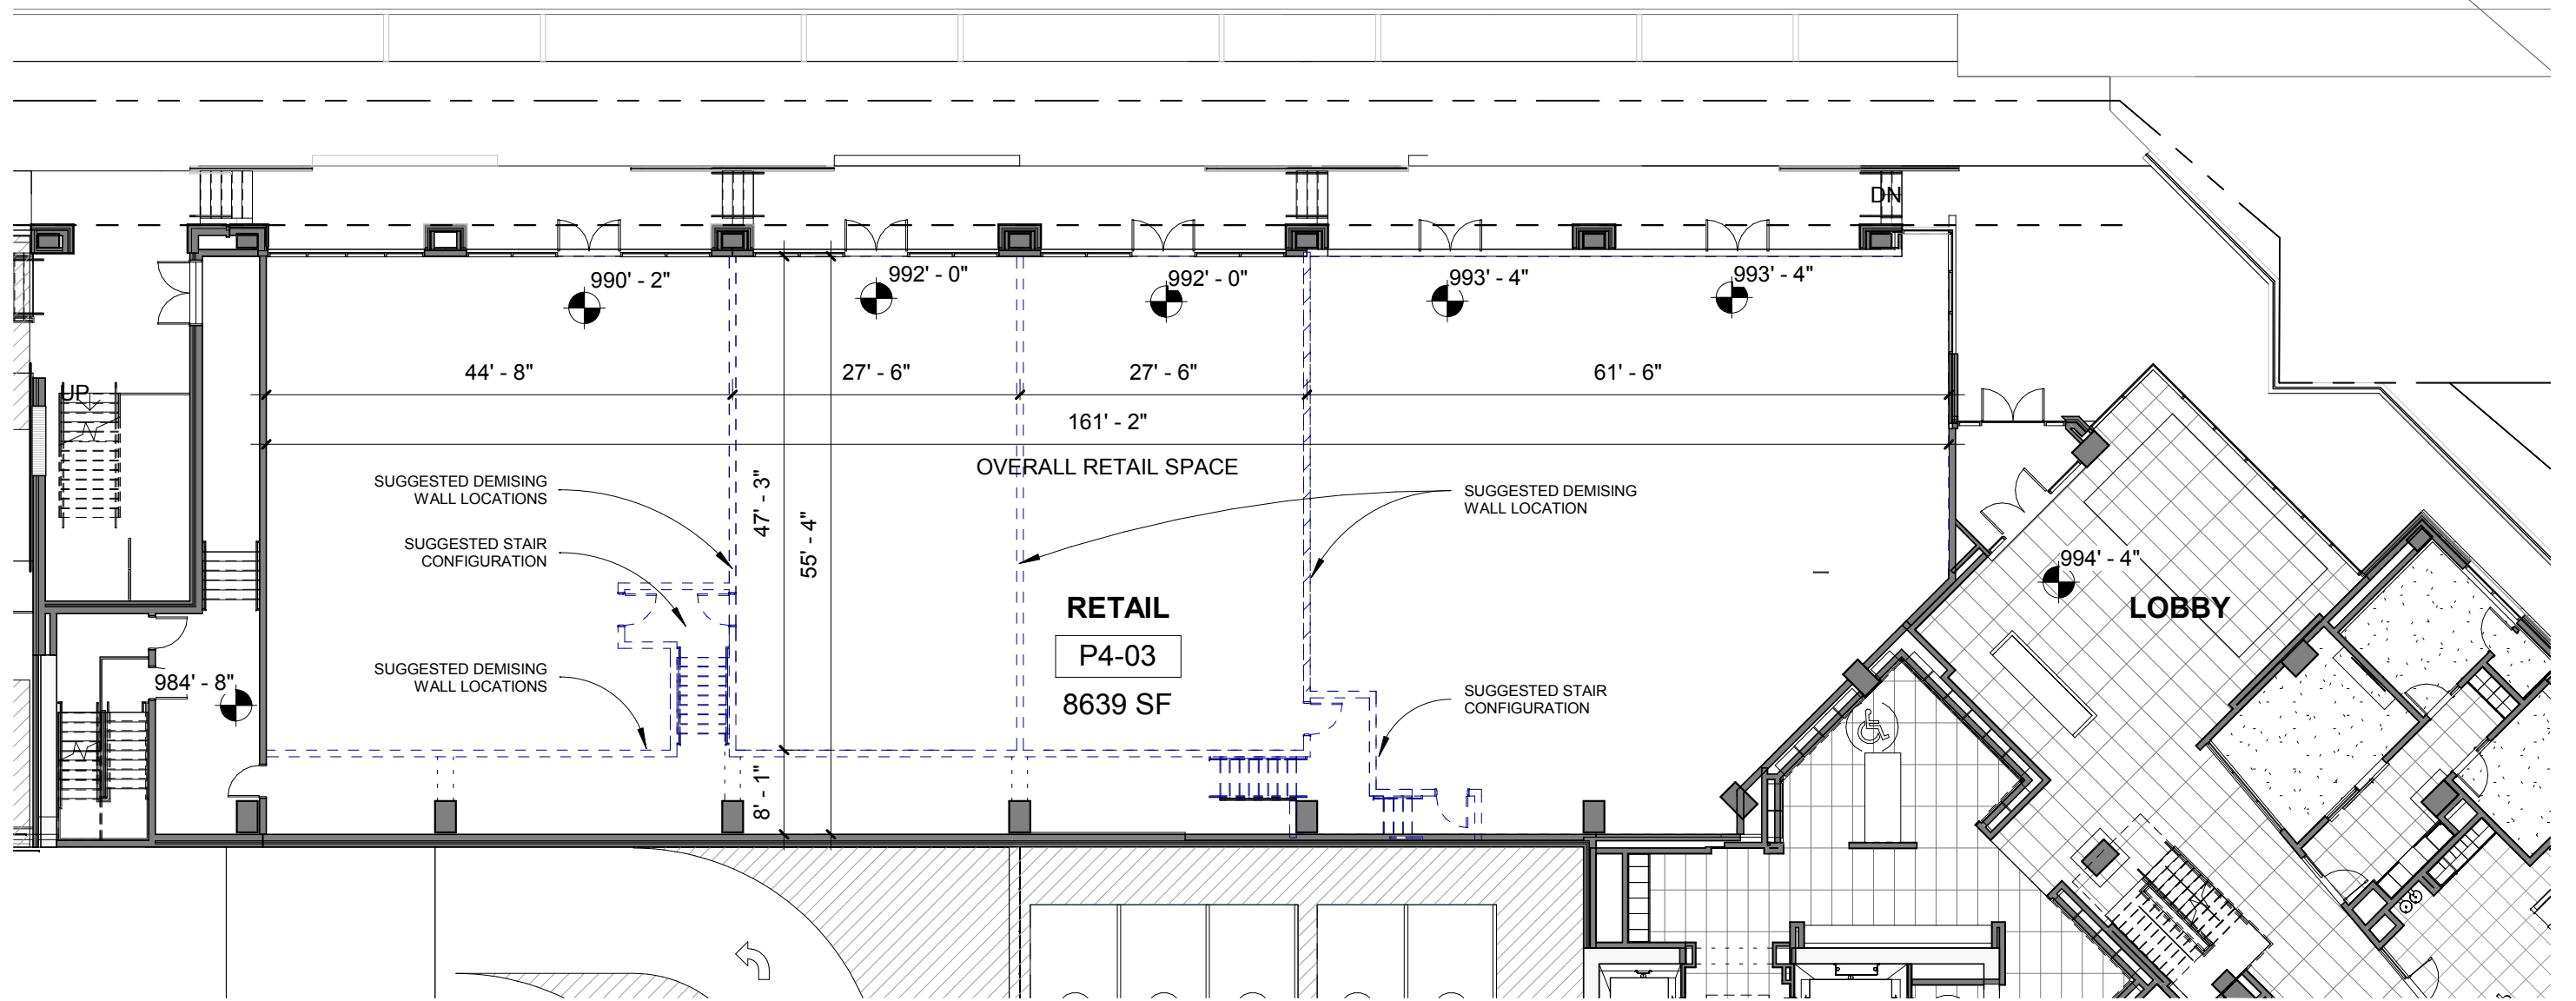 DN
990' - 2"
992' - 0"
992' - 0"
993' - 4"
993' - 4"
UP
44' - 8"
27' - 6"
27' - 6"
61' - 6"
161' - 2"
OVERALL RETAIL SPACE
SUGGESTED DEMISING
WALL LOCATIONS
47' - 3"
55' - 4"
SUGGESTED DEMISING
WALL LOCATION
SUGGESTED STAIR
CONFIGURATION
994' - 4"
LOBBY
RETAIL
P4-03
8639 SF
SUGGESTED DEMISING
WALL LOCATIONS
984' - 8"
SUGGESTED STAIR
CONFIGURATION
8' - 1"